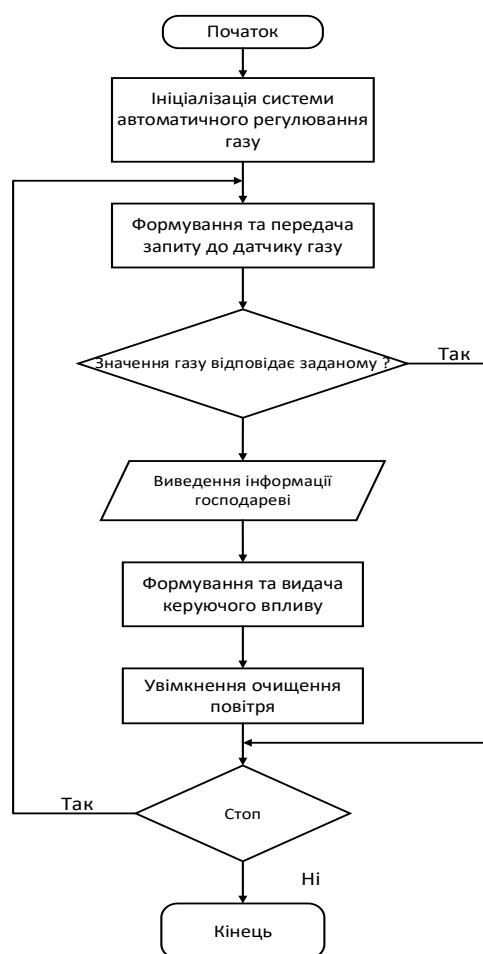 Початок
Ініціалізація системи
автоматичного регулювання
газу
Формування та передача
запиту до датчику газу
Значення газу відповідає заданому ?
Так
Виведення інформації
господареві
Формування та видача
керуючого впливу
Увімкнення очищення
повітря
Так
Стоп
Ні
Кінець